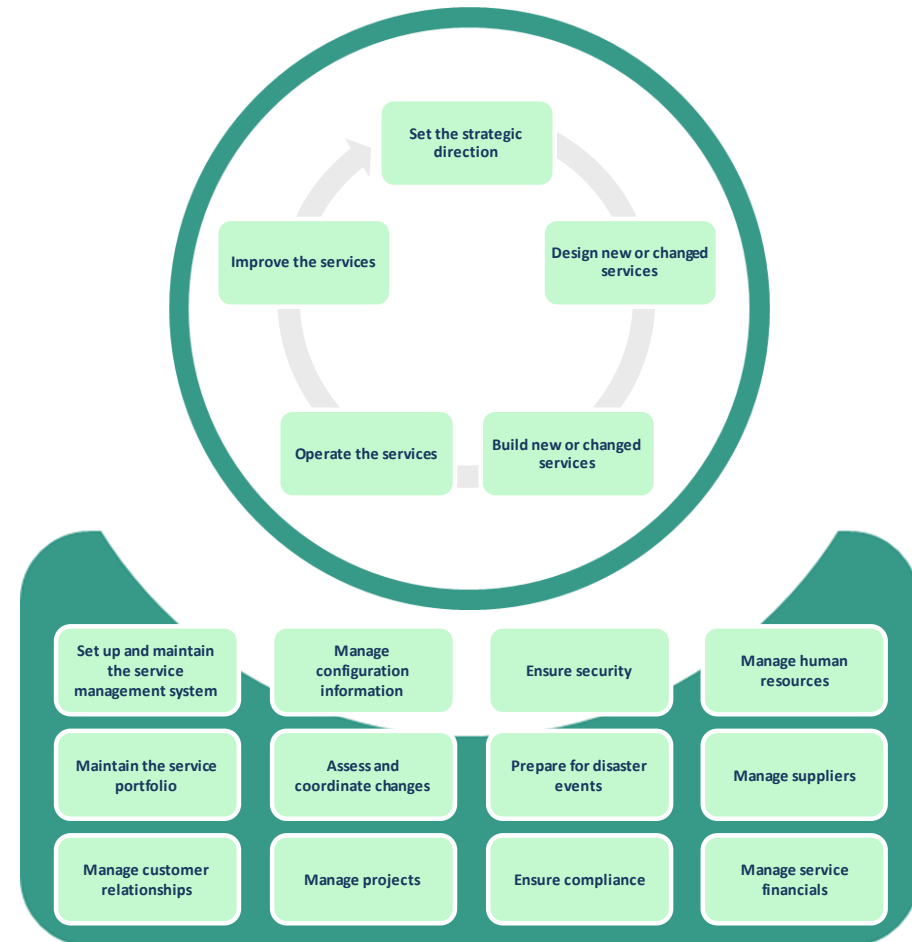 Set the strategic
direction
Design new or changed
services
Build new or changed
services
Operate the services
Improve the services
Set up and maintain
the service
management system
Manage
configuration
information
Ensure security
Manage human
resources
Maintain the service
portfolio
Assess and
coordinate changes
Prepare for disaster
events
Manage suppliers
Manage customer
relationships
Manage projects
Ensure compliance
Manage service
financials